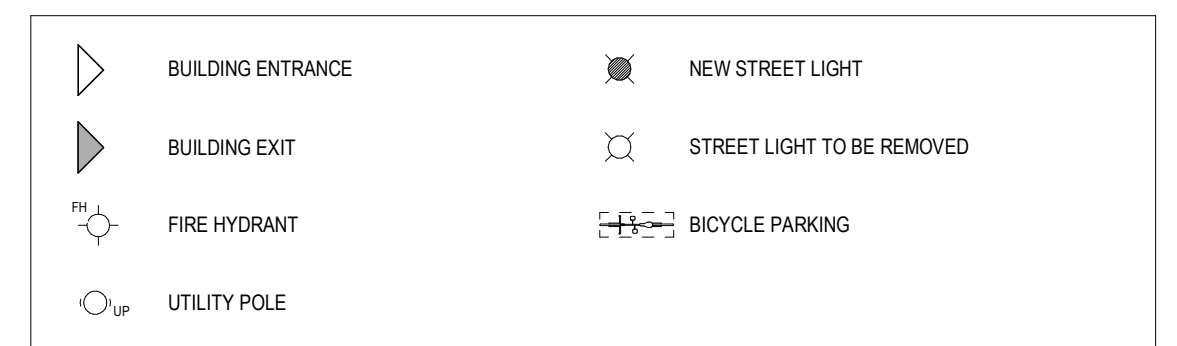 BUILDING ENTRANCE
NEW STREET LIGHT
BUILDING EXIT
STREET LIGHT TO BE REMOVED
FH
FIRE HYDRANT
BICYCLE PARKING
UP
UTILITY POLE